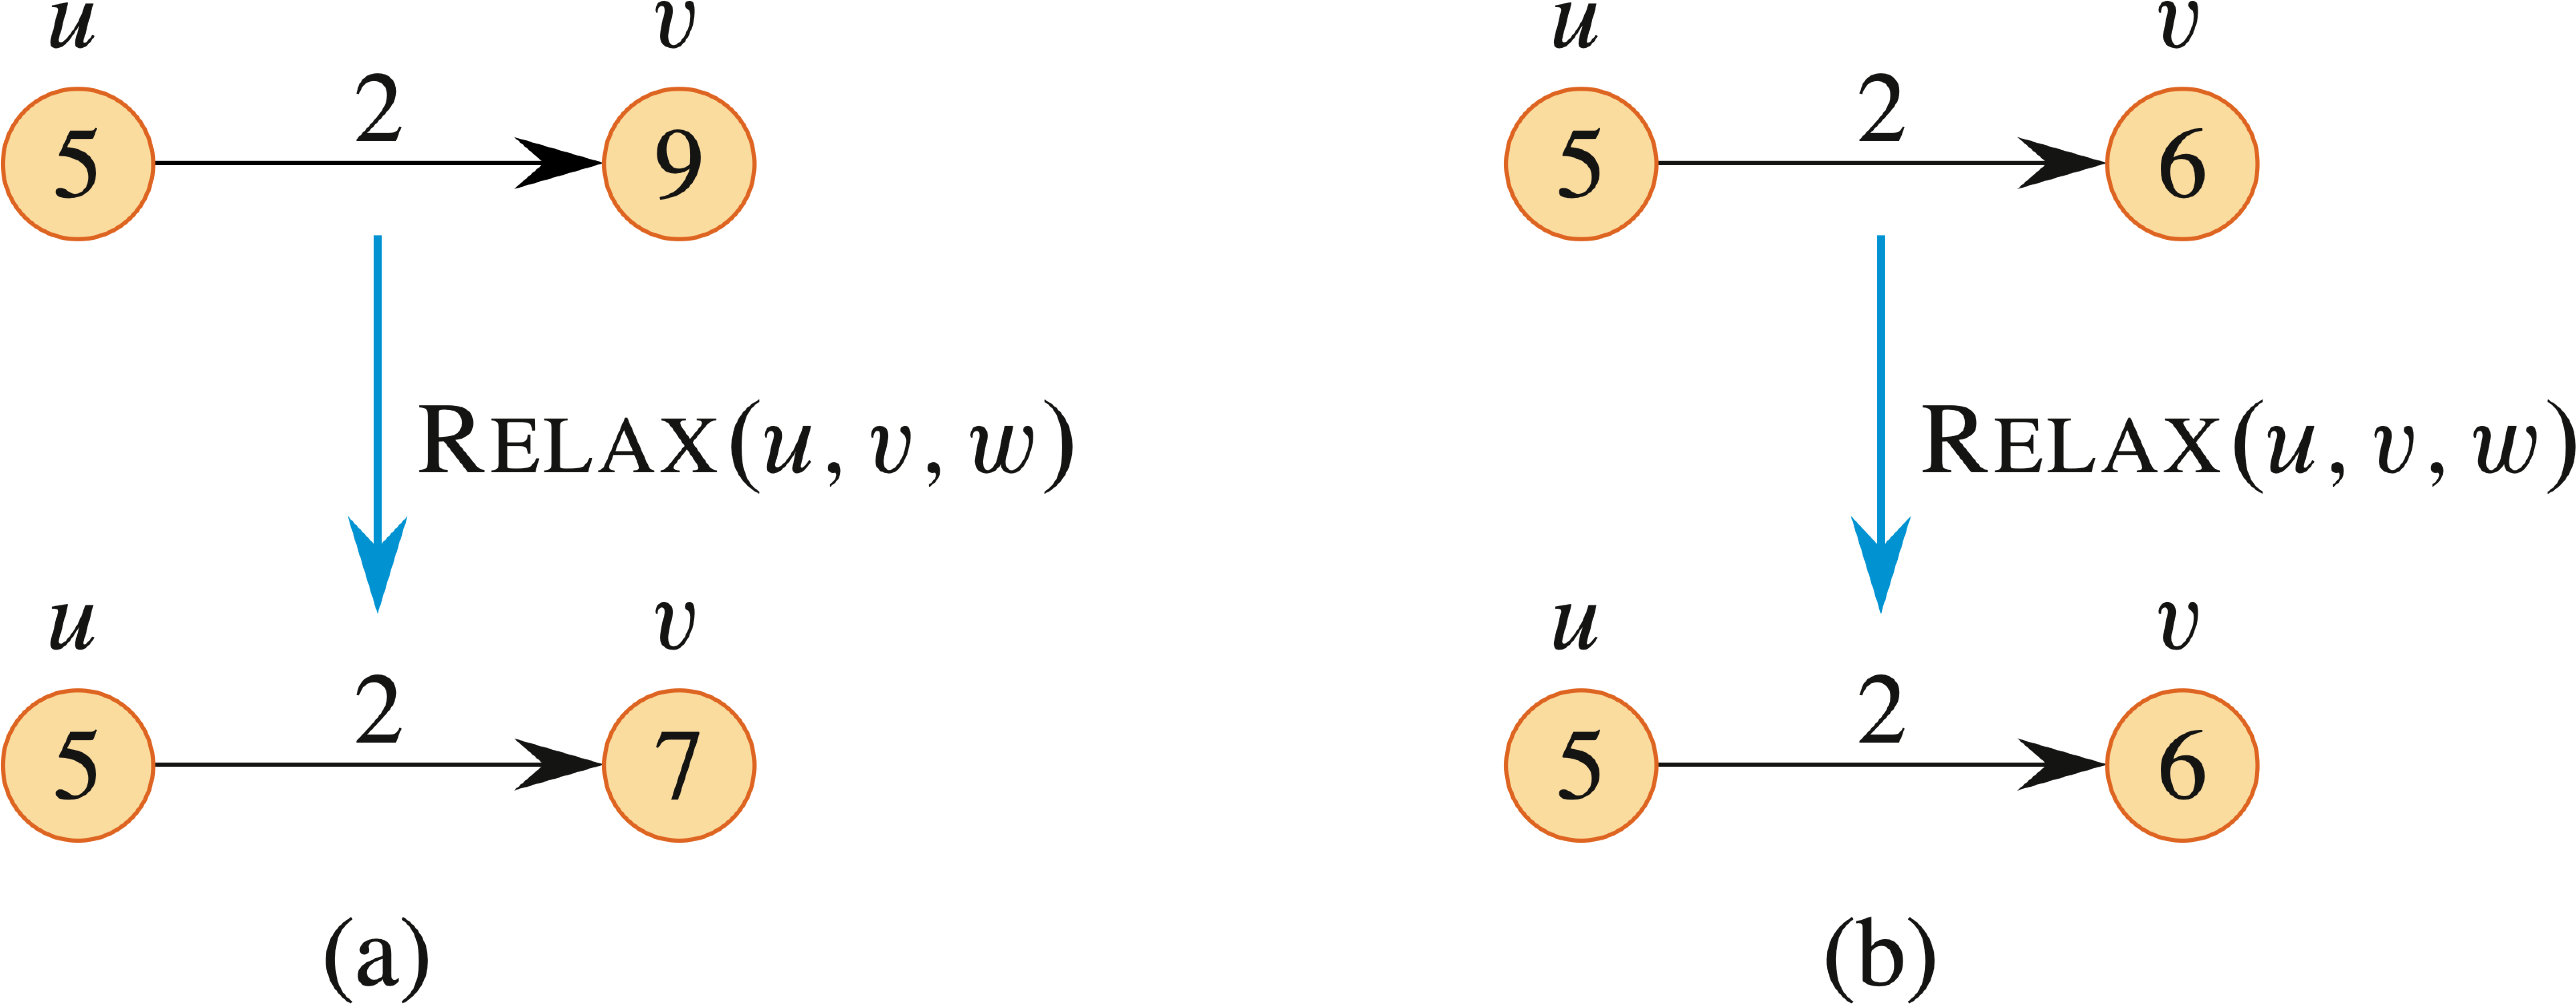 u v u v
2 2
5 9 5 6
RELAX(u, v, w) RELAX(u, v, w)
u v u v
2 2
5 7 5 6
(a) (b)